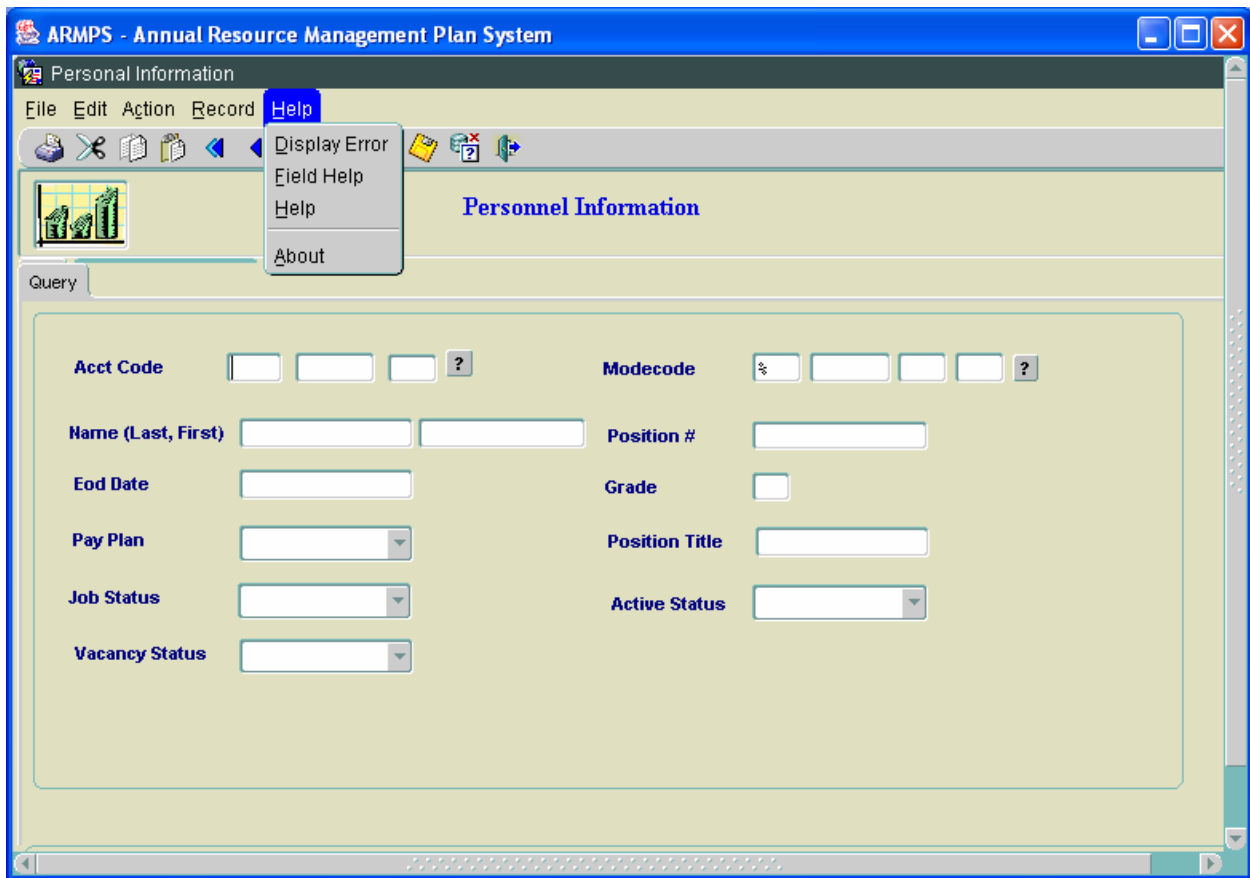 ARMPS - Annual Resource Management Plan System
Personal Information
File Edit Action Record Help
Display Error
Field Help
Help
About
Personnel Information
Query
Acct Code ? Modecode % ?
Name (Last, First) Position #
Eod Date Grade
Pay Plan Position Title
Job Status Active Status
Vacancy Status